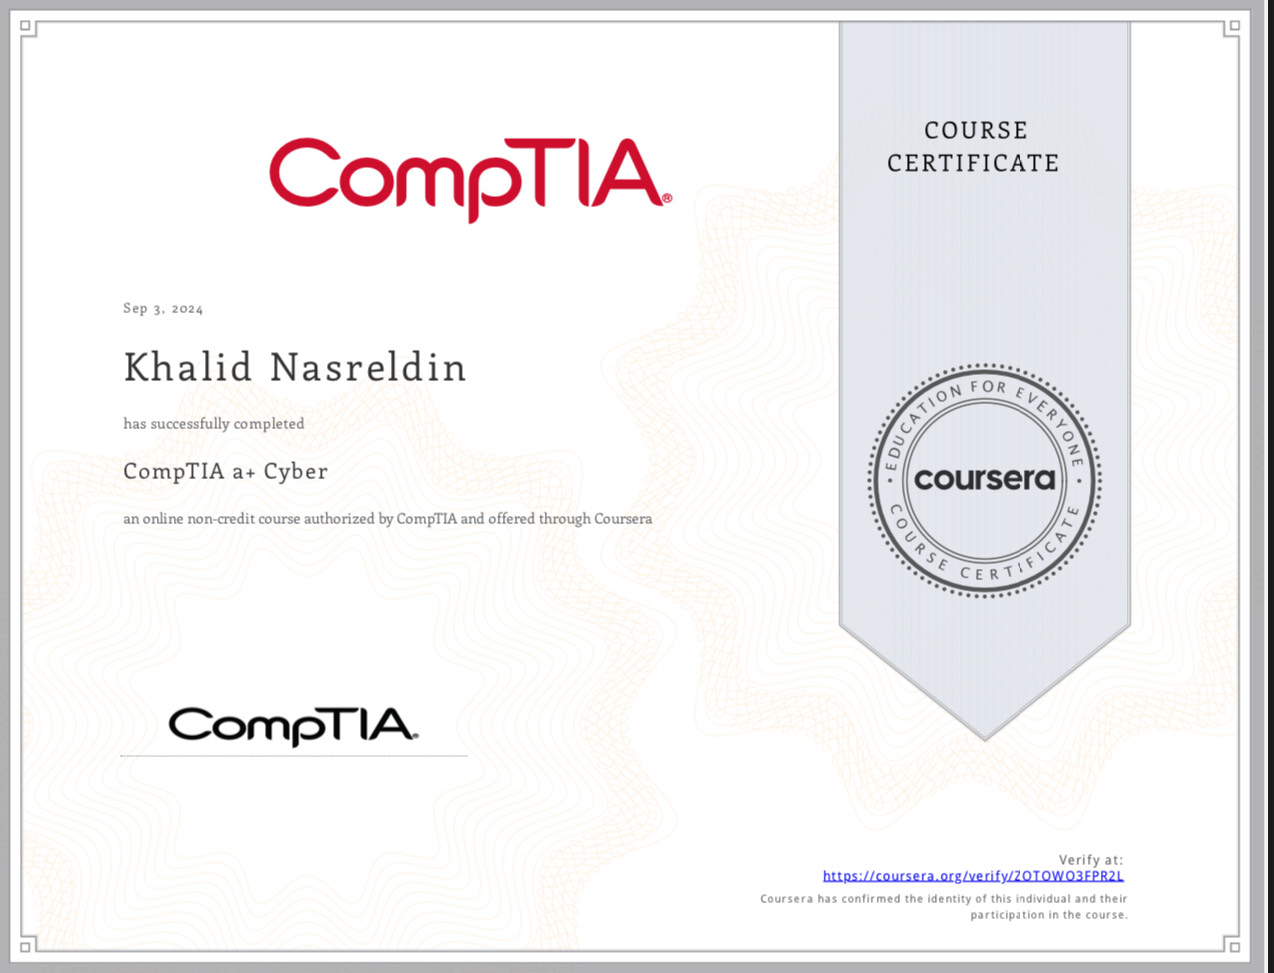 CompTIA®
COURSE
CERTIFICATE
Sep 3, 2024
Khalid Nasreldin
has successfully completed
CompTIA a+ Cyber
an online non-credit course authorized by CompTIA and offered through Coursera
EDUCATION FOR EVERYONE
coursera
COURSE CERTIFICATE
CompTIA®
Verify at:
https://coursera.org/verify/2OTOWO3FPR2L
Coursera has confirmed the identity of this individual and their
participation in the course.